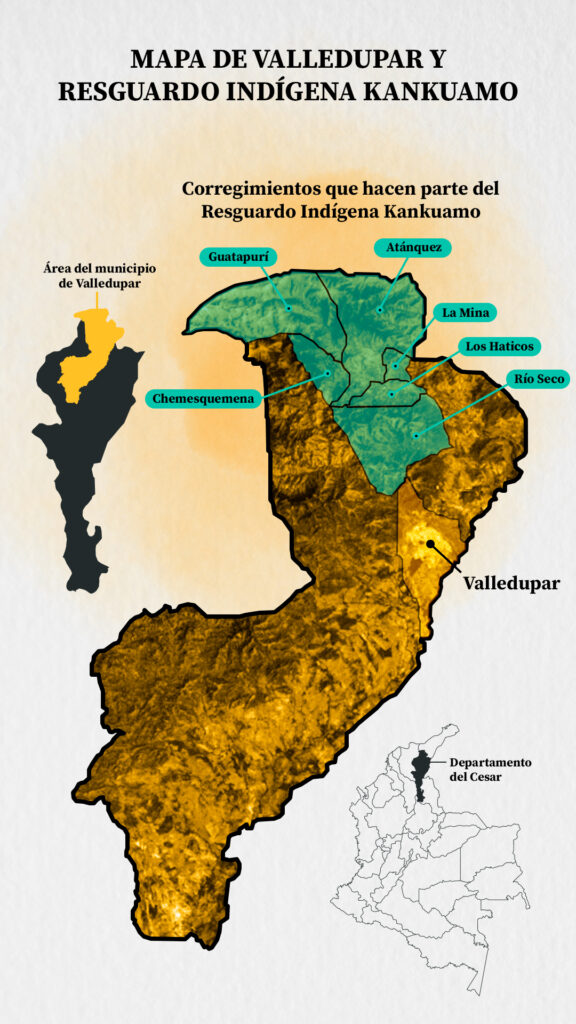 MAPA DE VALLEDUPAR Y
RESGUARDO INDÍGENA KANKUAMO
Corregimientos que hacen parte del
Resguardo Indígena Kankuamo
Guatapurí
Atánquez
Área del municipio
de Valledupar
La Mina
Los Haticos
Río Seco
Chemesquemena
Valledupar
Departamento
del Cesar